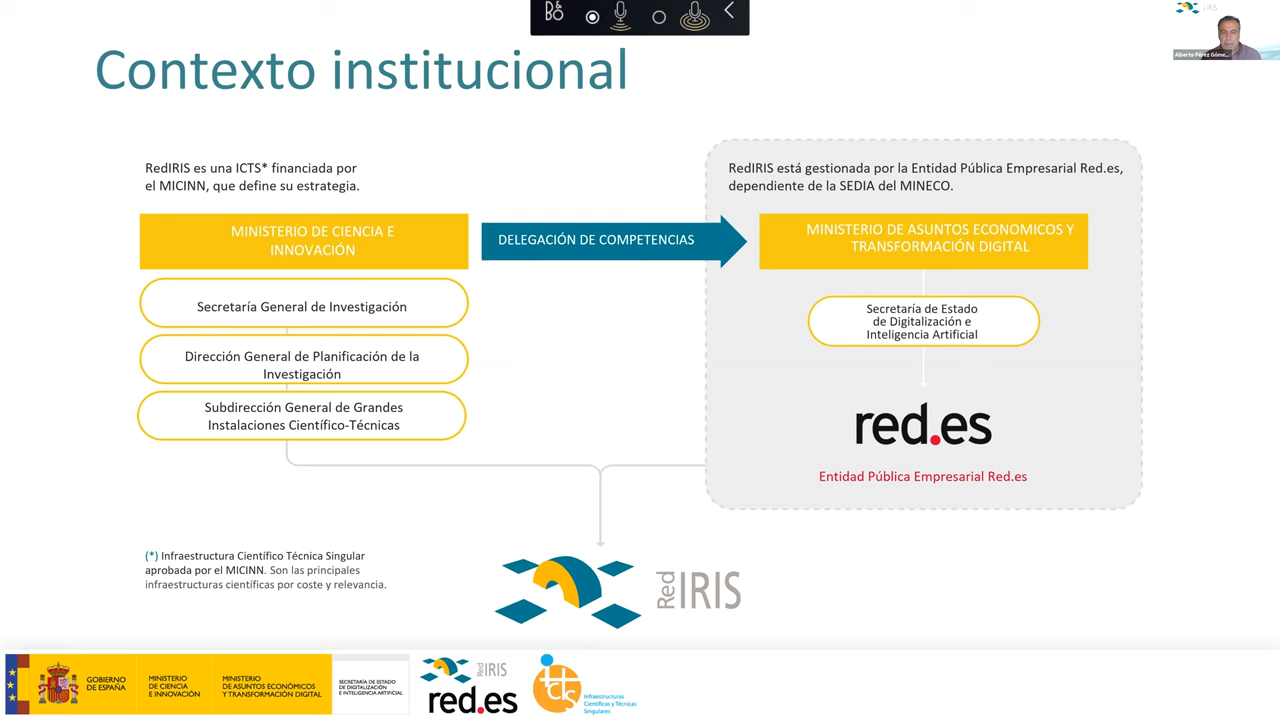 B&O
IRIS
Alberto Pérez Góme...
Contexto institucional
RedIRIS es una ICTS* financiada por
el MICINN, que define su estrategia.
MINISTERIO DE CIENCIA E
INNOVACIÓN
Secretaría General de Investigación
Dirección General de Planificación de la
Investigación
Subdirección General de Grandes
Instalaciones Científico-Técnicas
DELEGACIÓN DE COMPETENCIAS
RedIRIS está gestionada por la Entidad Pública Empresarial Red.es,
dependiente de la SEDIA del MINECO.
MINISTERIO DE ASUNTOS ECONOMICOS Y
TRANSFORMACIÓN DIGITAL
Secretaría de Estado
de Digitalización e
Inteligencia Artificial
red.es
Entidad Pública Empresarial Red.es
(*) Infraestructura Científico Técnica Singular
aprobada por el MICINN. Son las principales
infraestructuras científicas por coste y relevancia.
Red IRIS
GOBIERNO
DE ESPAÑA
MINISTERIO
DE CIENCIA
E INNOVACIÓN
MINISTERIO
DE ASUNTOS ECONÓMICOS
Y TRANSFORMACIÓN DIGITAL
SECRETARÍA DE ESTADO
DE DIGITALIZACIÓN
E INTELIGENCIA ARTIFICIAL
Red IRIS
red.es
icts
Infraestructuras
Científicas y Técnicas
Singulares